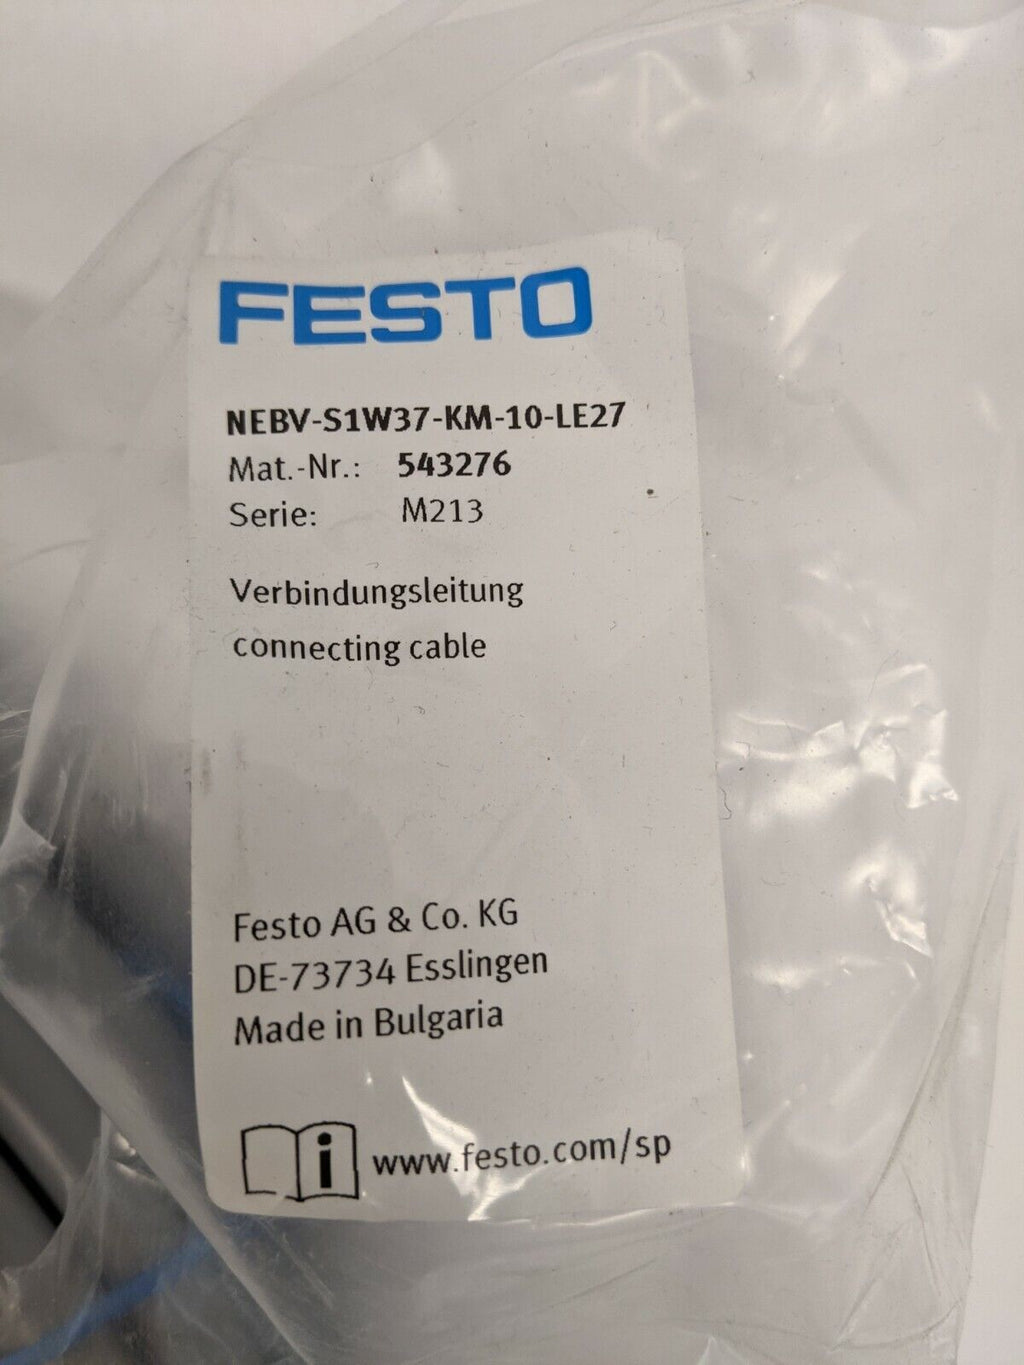 FESTO
NEBV-S1W37-KM-10-LE27
Mat.-Nr.: 543276
Serie: M213
Verbindungsleitung
connecting cable
Festo AG & Co. KG
DE-73734 Esslingen
Made in Bulgaria
i www.festo.com/sp